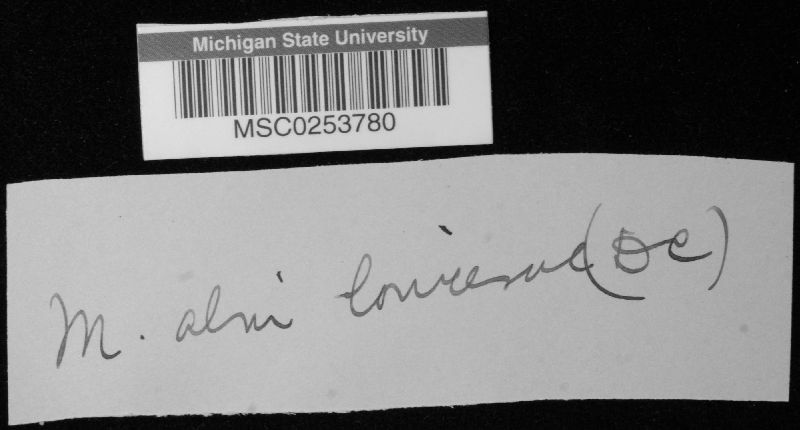 Michigan State University
MSC0253780
M. alni lonicerae (DC)